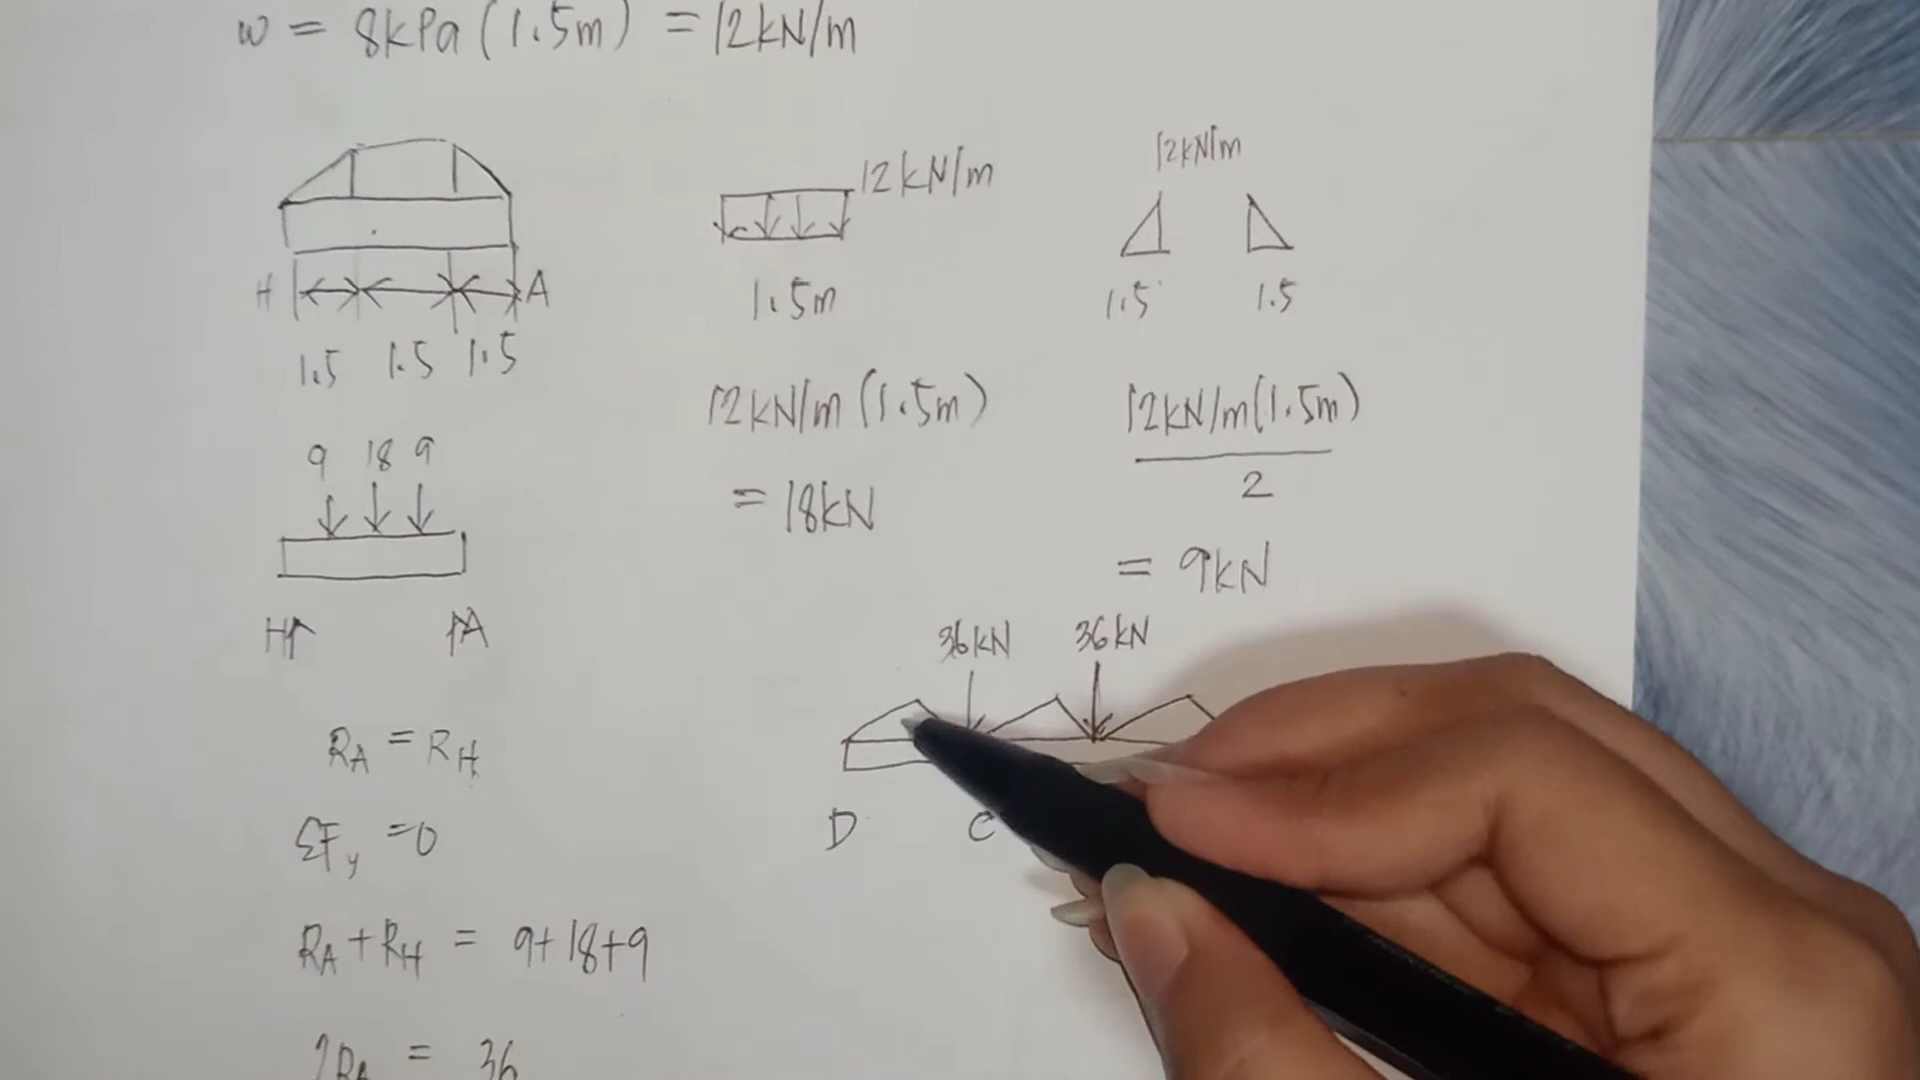 w = 8kPa (1.5m) = 12kN/m
12kN/m
12kN/m
H A
1.5 1.5 1.5
1.5m
1.5 1.5
12kN/m (1.5m)
= 18kN
12kN/m(1.5m)
2
= 9kN
9 18 9
H A
36kN 36kN
D C
RA = RH
ΣFy = 0
RA + RH = 9+18+9
2RA = 36